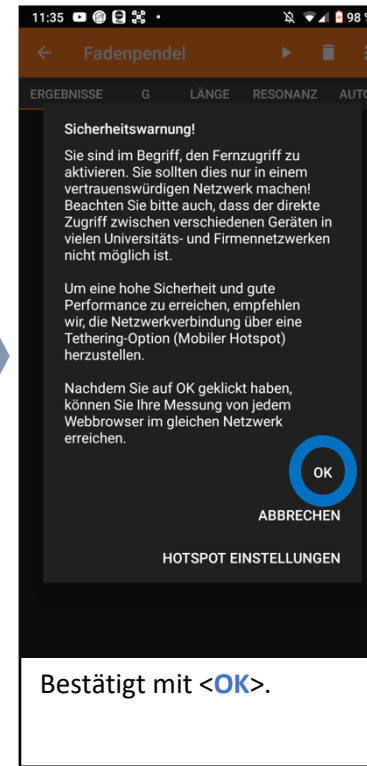 11:35 98 %
Fadenpendel
ERGEBNISSE G LÄNGE RESONANZ AUTO
Sicherheitswarnung!
Sie sind im Begriff, den Fernzugriff zu
aktivieren. Sie sollten dies nur in einem
vertrauenswürdigen Netzwerk machen!
Beachten Sie bitte auch, dass der direkte
Zugriff zwischen verschiedenen Geräten in
vielen Universitäts- und Firmennetzwerken
nicht möglich ist.
Um eine hohe Sicherheit und gute
Performance zu erreichen, empfehlen
wir, die Netzwerkverbindung über eine
Tethering-Option (Mobiler Hotspot)
herzustellen.
Nachdem Sie auf OK geklickt haben,
können Sie Ihre Messung von jedem
Webbrowser im gleichen Netzwerk
erreichen.
OK
ABBRECHEN
HOTSPOT EINSTELLUNGEN
Bestätigt mit <OK>.